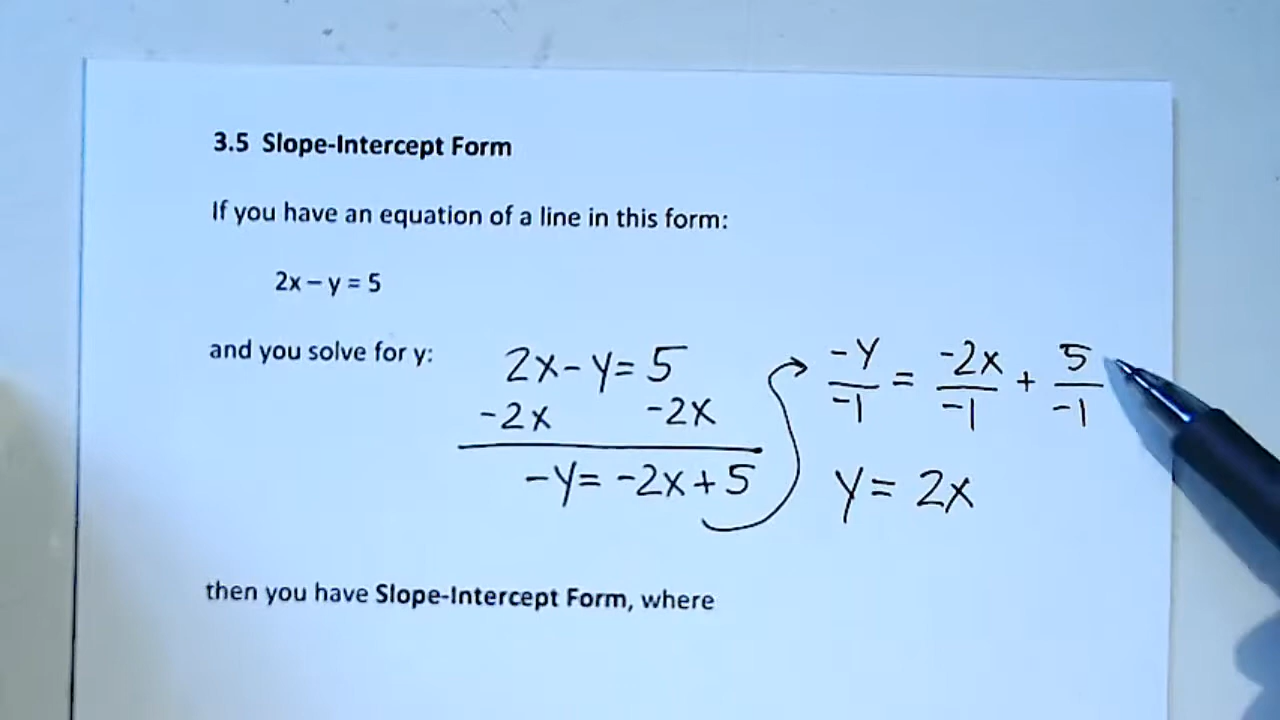 3.5 Slope-Intercept Form
If you have an equation of a line in this form:
2x – y = 5
and you solve for y:
2x-y=5
-2x -2x
-y= -2x+5
-y/-1 = -2x/-1 + 5/-1
y= 2x
then you have Slope-Intercept Form, where